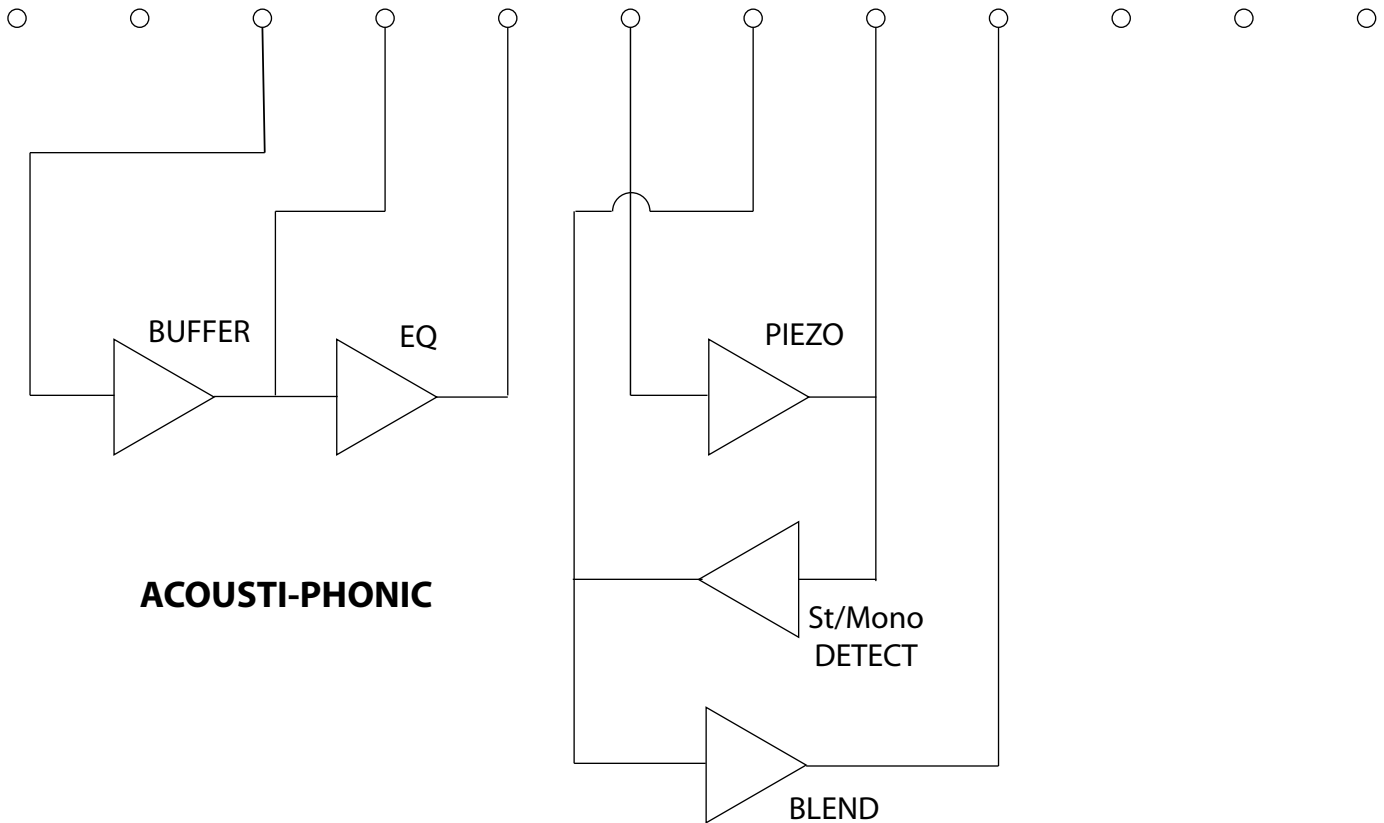 BUFFER
EQ
PIEZO
ACOUSTI-PHONIC
St/Mono
DETECT
BLEND